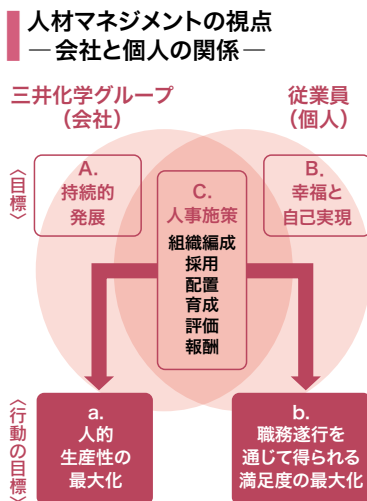 人材マネジメントの視点
―会社と個人の関係―
三井化学グループ
（会社）
従業員
（個人）
〈目標〉
A.
持続的
発展
C.
人事施策
組織編成
採用
配置
育成
評価
報酬
B.
幸福と
自己実現
〈行動の目標〉
a.
人的
生産性の
最大化
b.
職務遂行を
通じて得られる
満足度の最大化